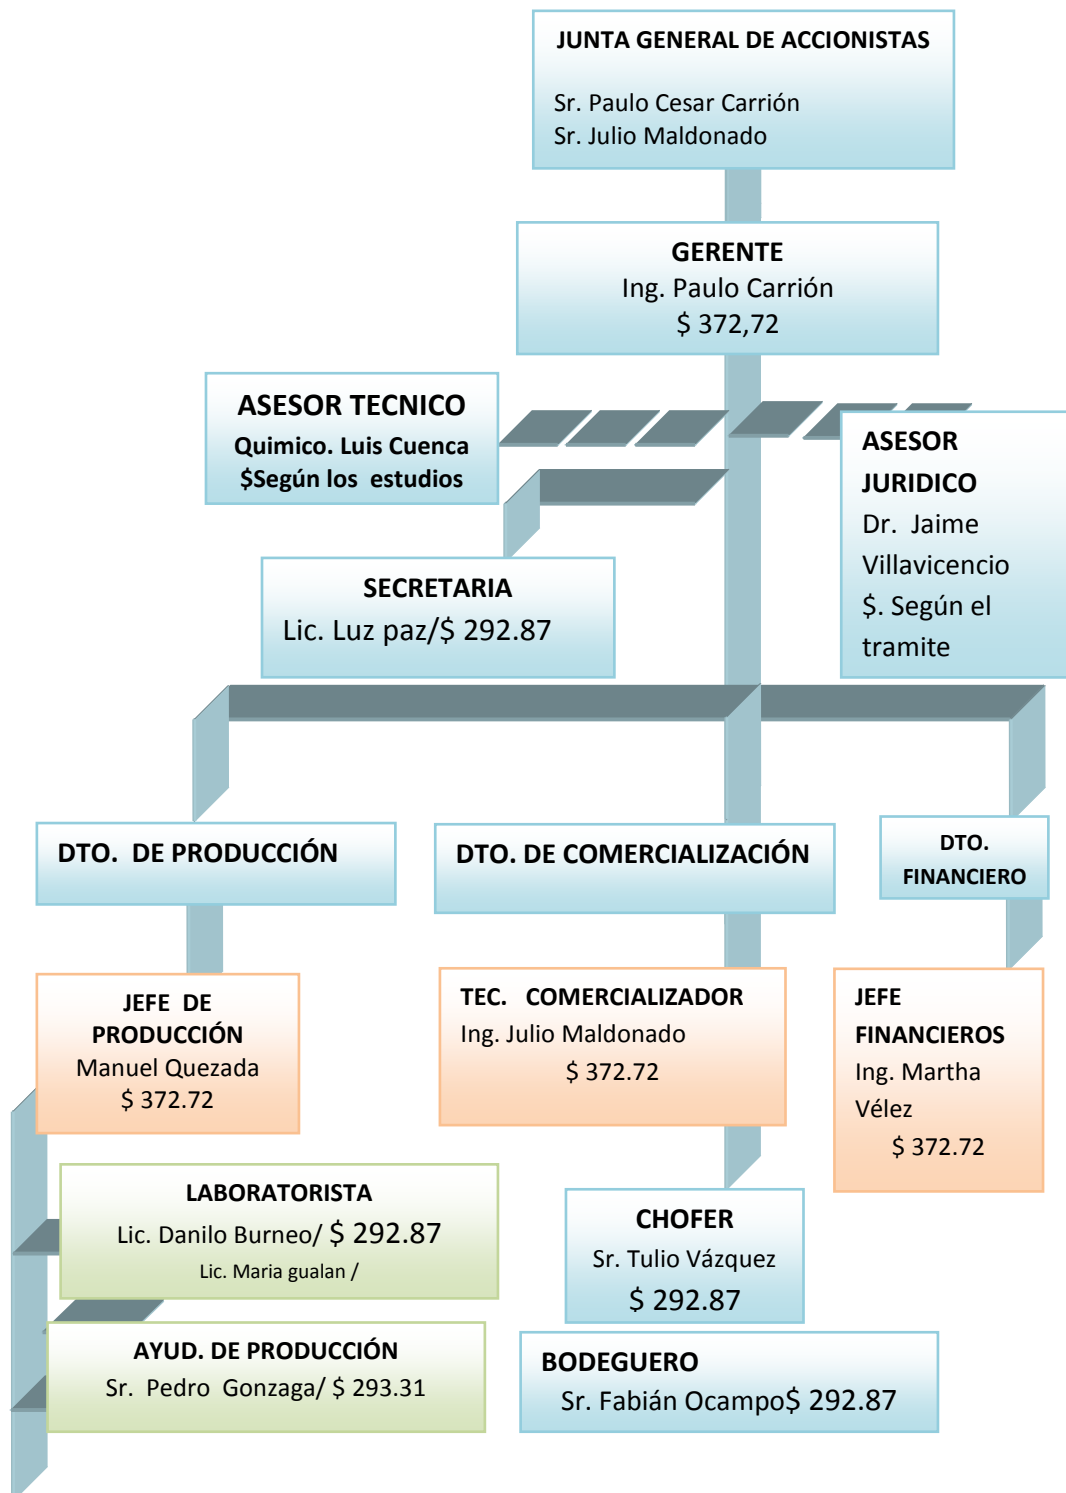 JUNTA GENERAL DE ACCIONISTAS
Sr. Paulo Cesar Carrión
Sr. Julio Maldonado
GERENTE
Ing. Paulo Carrión
$ 372,72
ASESOR TECNICO
Quimico. Luis Cuenca
$Según los estudios
ASESOR
JURIDICO
Dr. Jaime
Villavicencio
$. Según el
tramite
SECRETARIA
Lic. Luz paz/$ 292.87
DTO. DE PRODUCCIÓN
DTO. DE COMERCIALIZACIÓN
DTO.
FINANCIERO
JEFE DE
PRODUCCIÓN
Manuel Quezada
$ 372.72
TEC. COMERCIALIZADOR
Ing. Julio Maldonado
$ 372.72
JEFE
FINANCIEROS
Ing. Martha
Vélez
$ 372.72
LABORATORISTA
Lic. Danilo Burneo/ $ 292.87
Lic. Maria gualan /
CHOFER
Sr. Tulio Vázquez
$ 292.87
AYUD. DE PRODUCCIÓN
Sr. Pedro Gonzaga/ $ 293.31
BODEGUERO
Sr. Fabián Ocampo$ 292.87